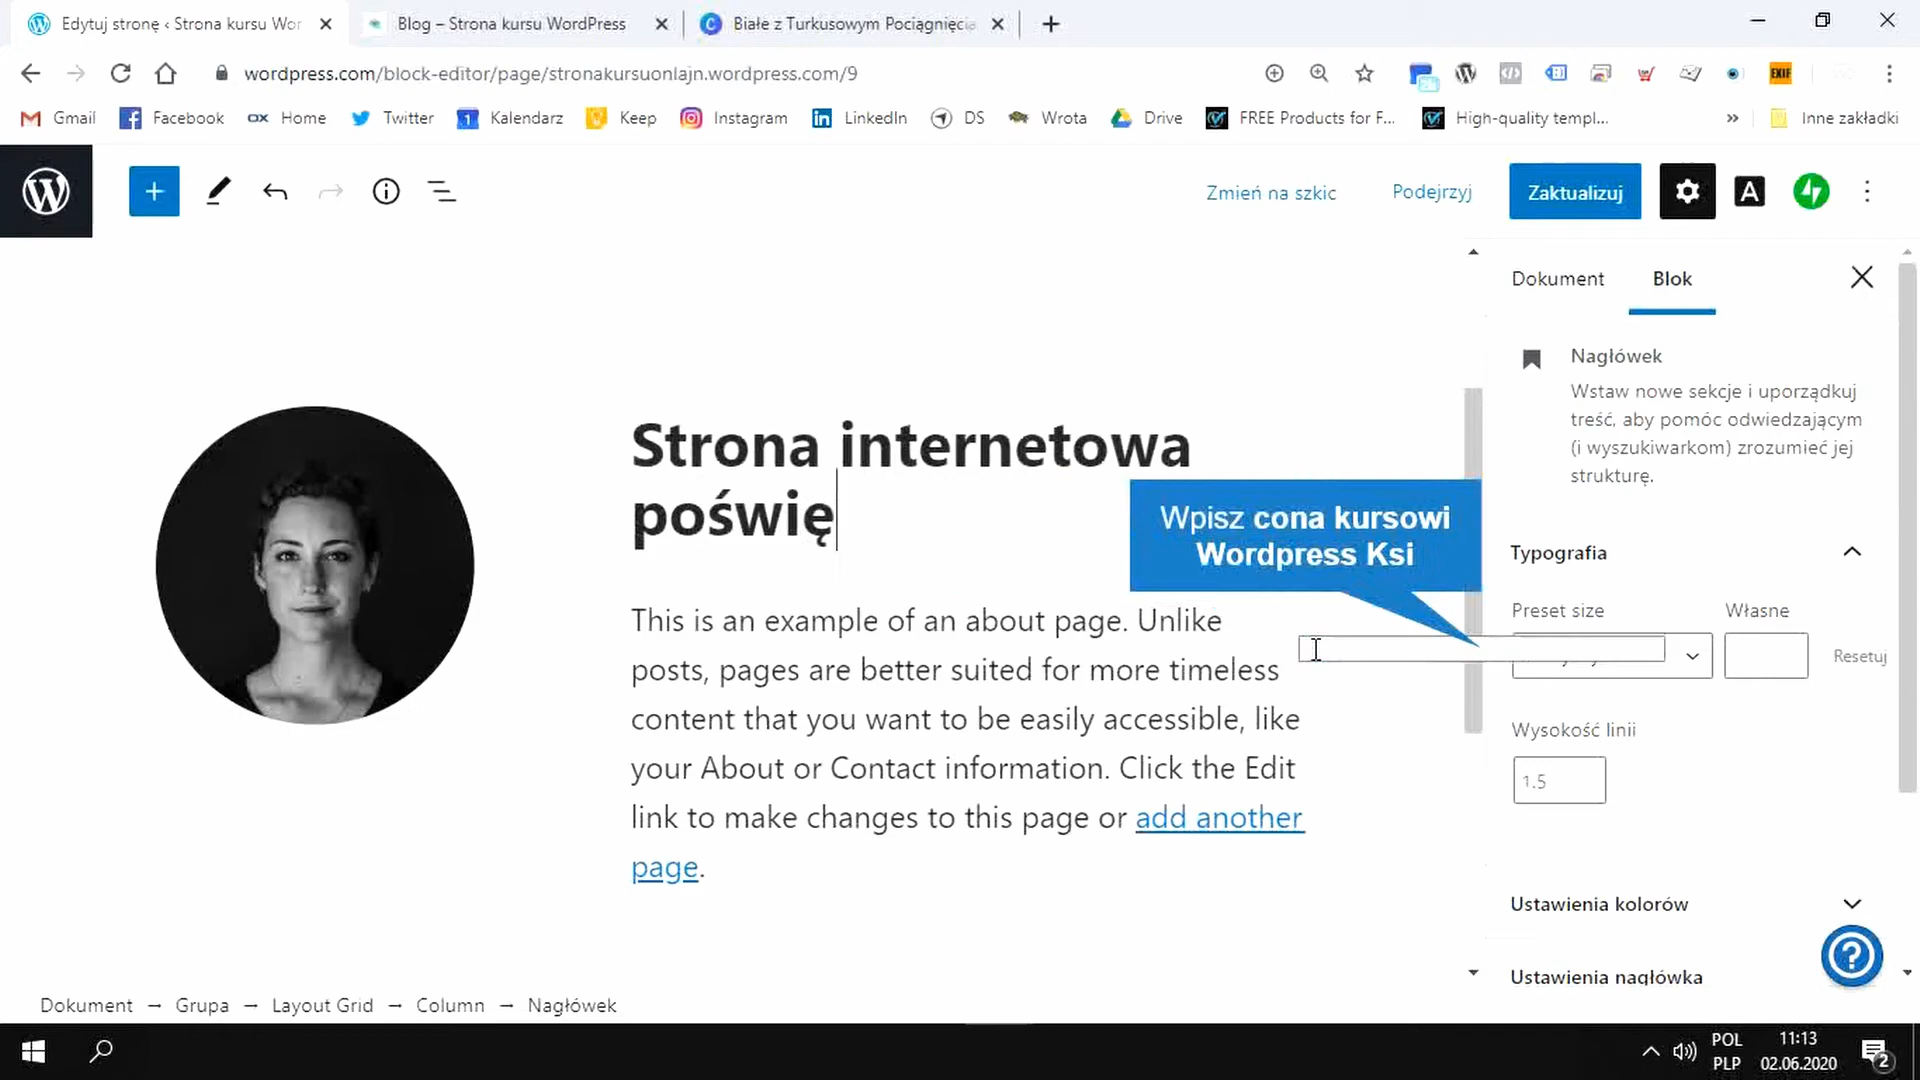 Edytuj stronę ‹ Strona kursu Wor
Blog – Strona kursu WordPress
Białe z Turkusowym Pociągnięcia
wordpress.com/block-editor/page/stronakursuonlajn.wordpress.com/9
EXIF
Gmail
Facebook
OX Home
Twitter
1 Kalendarz
Keep
Instagram
LinkedIn
DS
Wrota
Drive
FREE Products for F...
High-quality templ...
»
Inne zakładki
Zmień na szkic
Podejrzyj
Zaktualizuj
A
Dokument
Blok
Nagłówek
Wstaw nowe sekcje i uporządkuj
treść, aby pomóc odwiedzającym
(i wyszukiwarkom) zrozumieć jej
strukturę.
Strona internetowa
poświę
Wpisz cona kursowi
Wordpress Ksi
Typografia
Preset size
Własne
Resetuj
Wysokość linii
1.5
This is an example of an about page. Unlike
posts, pages are better suited for more timeless
content that you want to be easily accessible, like
your About or Contact information. Click the Edit
link to make changes to this page or add another
page.
Ustawienia kolorów
Ustawienia nagłówka
Dokument → Grupa → Layout Grid → Column → Nagłówek
POL
PLP
11:13
02.06.2020
2